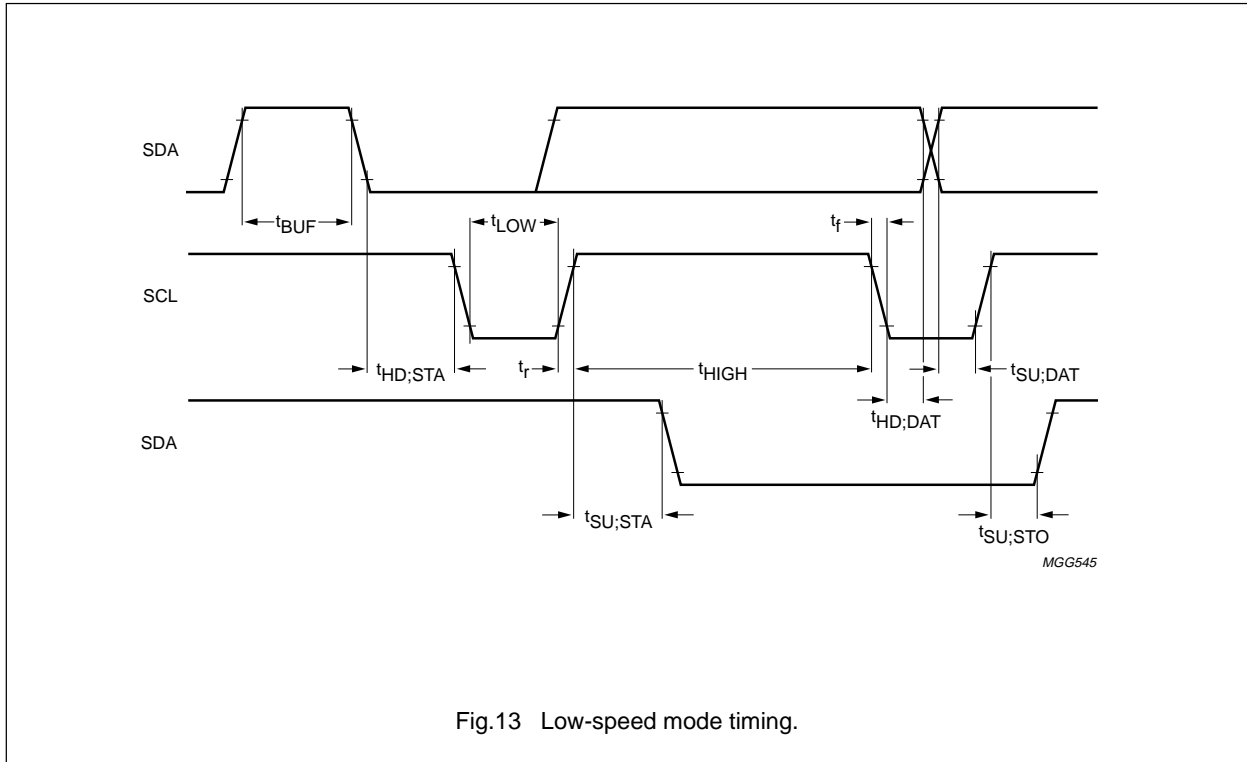 SDA
tBUF
tLOW
tf
SCL
tHD;STA
tr
tHIGH
tSU;DAT
tHD;DAT
SDA
tSU;STA
tSU;STO
MGG545
Fig.13 Low-speed mode timing.